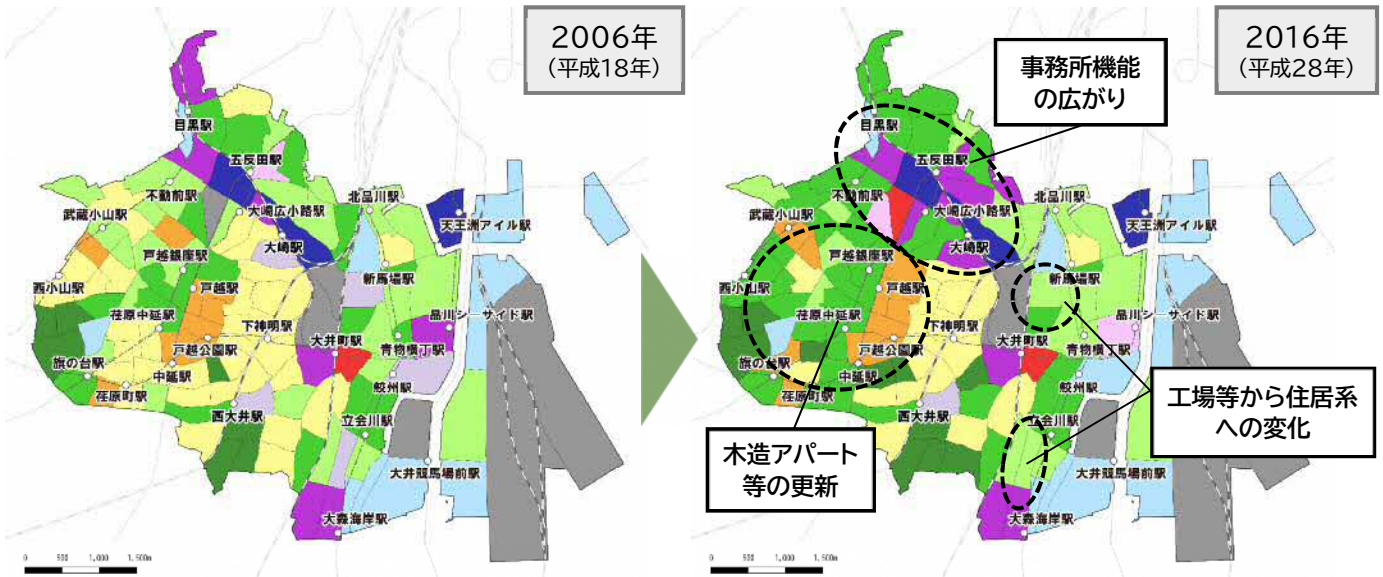 2006年
（平成18年）
目黒駅
五反田駅
不動前駅
北品川駅
武蔵小山駅
大崎広小路駅
天王洲アイル駅
大崎駅
戸越銀座駅
新馬場駅
西小山駅
戸越駅
荏原中延駅
下神明駅
品川シーサイド駅
大井町駅
青物横丁駅
戸越公園駅
旗の台駅
中延駅
鮫州駅
荏原町駅
西大井駅
立会川駅
大井競馬場前駅
大森海岸駅
0 500 1,000 1,500m
2016年
（平成28年）
事務所機能
の広がり
目黒駅
五反田駅
不動前駅
北品川駅
武蔵小山駅
大崎広小路駅
天王洲アイル駅
大崎駅
戸越銀座駅
新馬場駅
西小山駅
戸越駅
荏原中延駅
下神明駅
品川シーサイド駅
大井町駅
青物横丁駅
戸越公園駅
旗の台駅
中延駅
鮫州駅
荏原町駅
西大井駅
立会川駅
工場等から住居系
への変化
木造アパート
等の更新
大井競馬場前駅
大森海岸駅
0 500 1,000 1,500m